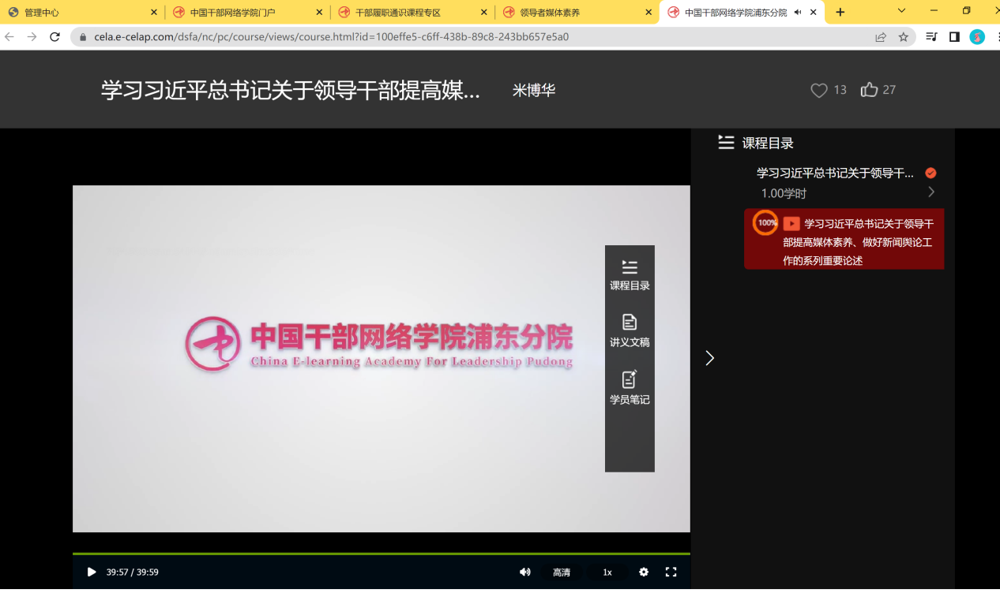 管理中心
中国干部网络学院门户
干部履职通识课程专区
领导者媒体素养
中国干部网络学院浦东分院
cela.e-celap.com/dsfa/nc/pc/course/views/course.html?id=100effe5-c6ff-438b-89c8-243bb657e5a0
学习习近平总书记关于领导干部提高媒...
米博华
13
27
课程目录
学习习近平总书记关于领导干...
1.00学时
100%
学习习近平总书记关于领导干
部提高媒体素养、做好新闻舆论工
作的系列重要论述
中国干部网络学院浦东分院
China E-learning Academy For Leadership Pudong
课程目录
讲义文稿
学员笔记
39:57 / 39:59
高清
1x